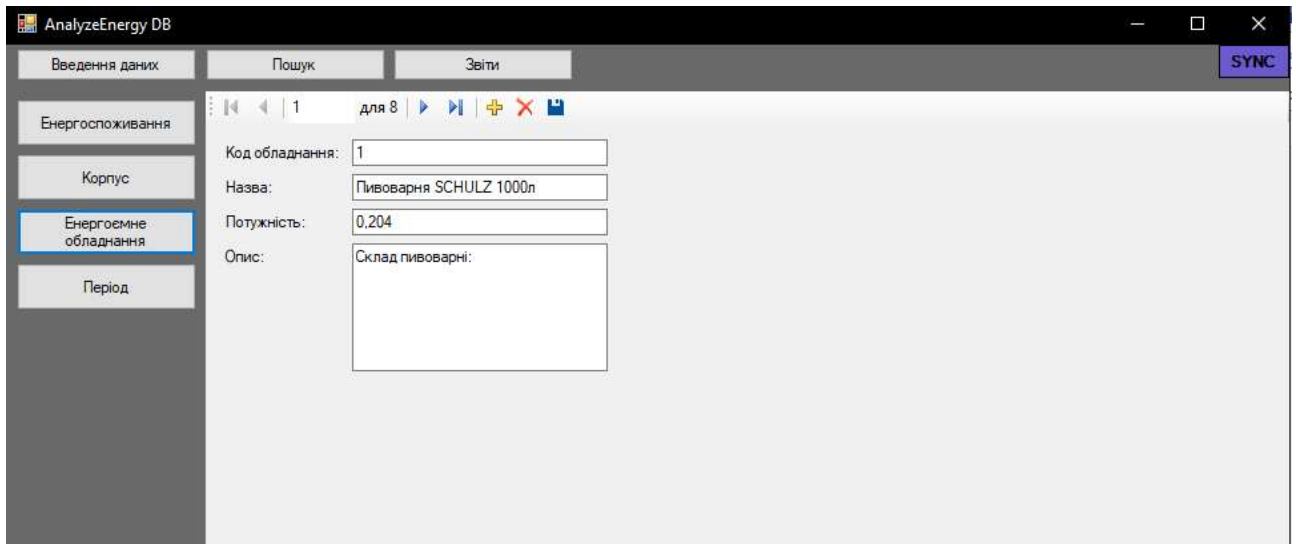 AnalyzeEnergy DB
Введення даних
Пошук
Звіти
SYNC
Енергоспоживання
Корпус
Енергоємне
обладнання
Період
1 для 8
Код обладнання: 1
Назва: Пивоварня SCHULZ 1000л
Потужність: 0,204
Опис: Склад пивоварні: